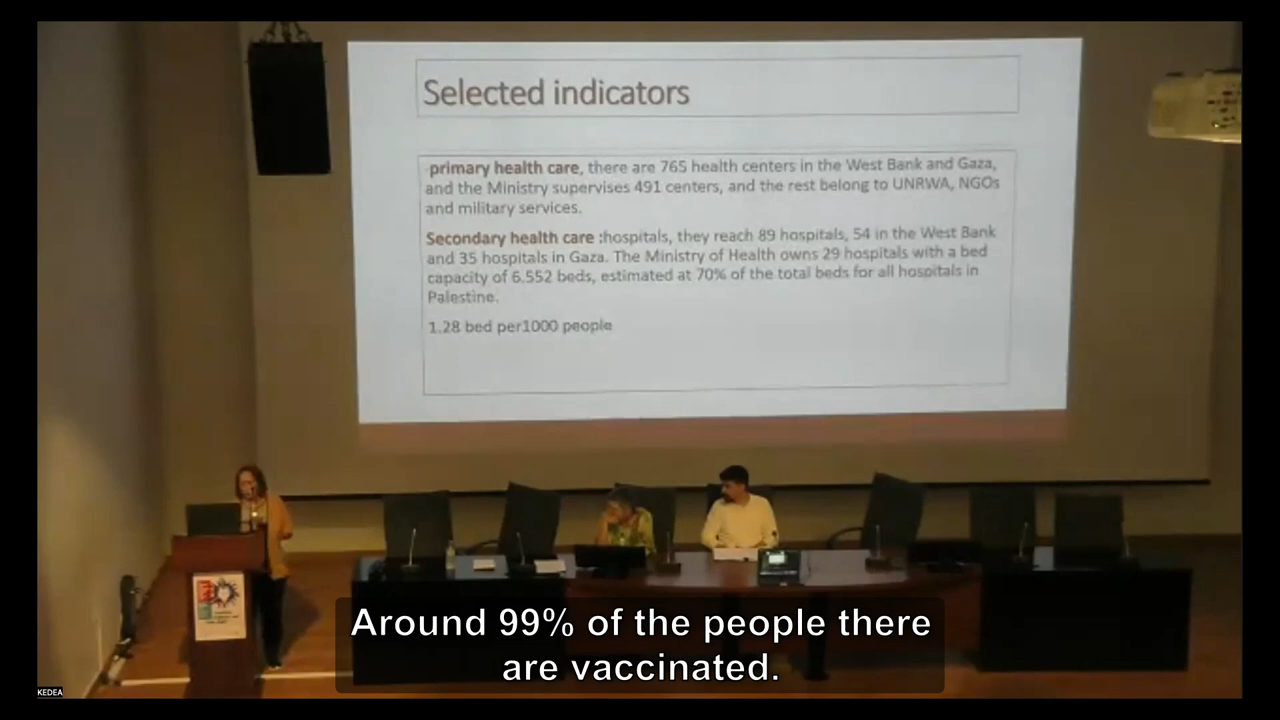 Selected indicators
primary health care, there are 765 health centers in the West Bank and Gaza,
and the Ministry supervises 491 centers, and the rest belong to UNRWA, NGOs
and military services.
Secondary health care :hospitals, they reach 89 hospitals, 54 in the West Bank
and 35 hospitals in Gaza. The Ministry of Health owns 29 hospitals with a bed
capacity of 6.552 beds, estimated at 70% of the total beds for all hospitals in
Palestine.
1.28 bed per1000 people
Around 99% of the people there
are vaccinated.
KEDEA